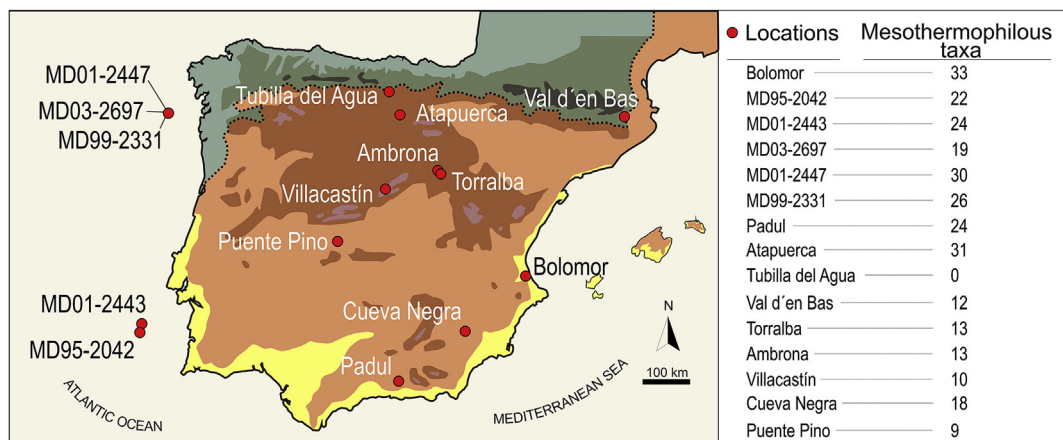 MD01-2447
MD03-2697
MD99-2331
Tubilla del Agua
Atapuerca
Val d´en Bas
Ambrona
Torralba
Villacastín
Puente Pino
Bolomor
MD01-2443
MD95-2042
Cueva Negra
Padul
N
100 km
ATLANTIC OCEAN
MEDITERRANEAN SEA
Locations Mesothermophilous
taxa
Bolomor 33
MD95-2042 22
MD01-2443 24
MD03-2697 19
MD01-2447 30
MD99-2331 26
Padul 24
Atapuerca 31
Tubilla del Agua 0
Val d´en Bas 12
Torralba 13
Ambrona 13
Villacastín 10
Cueva Negra 18
Puente Pino 9